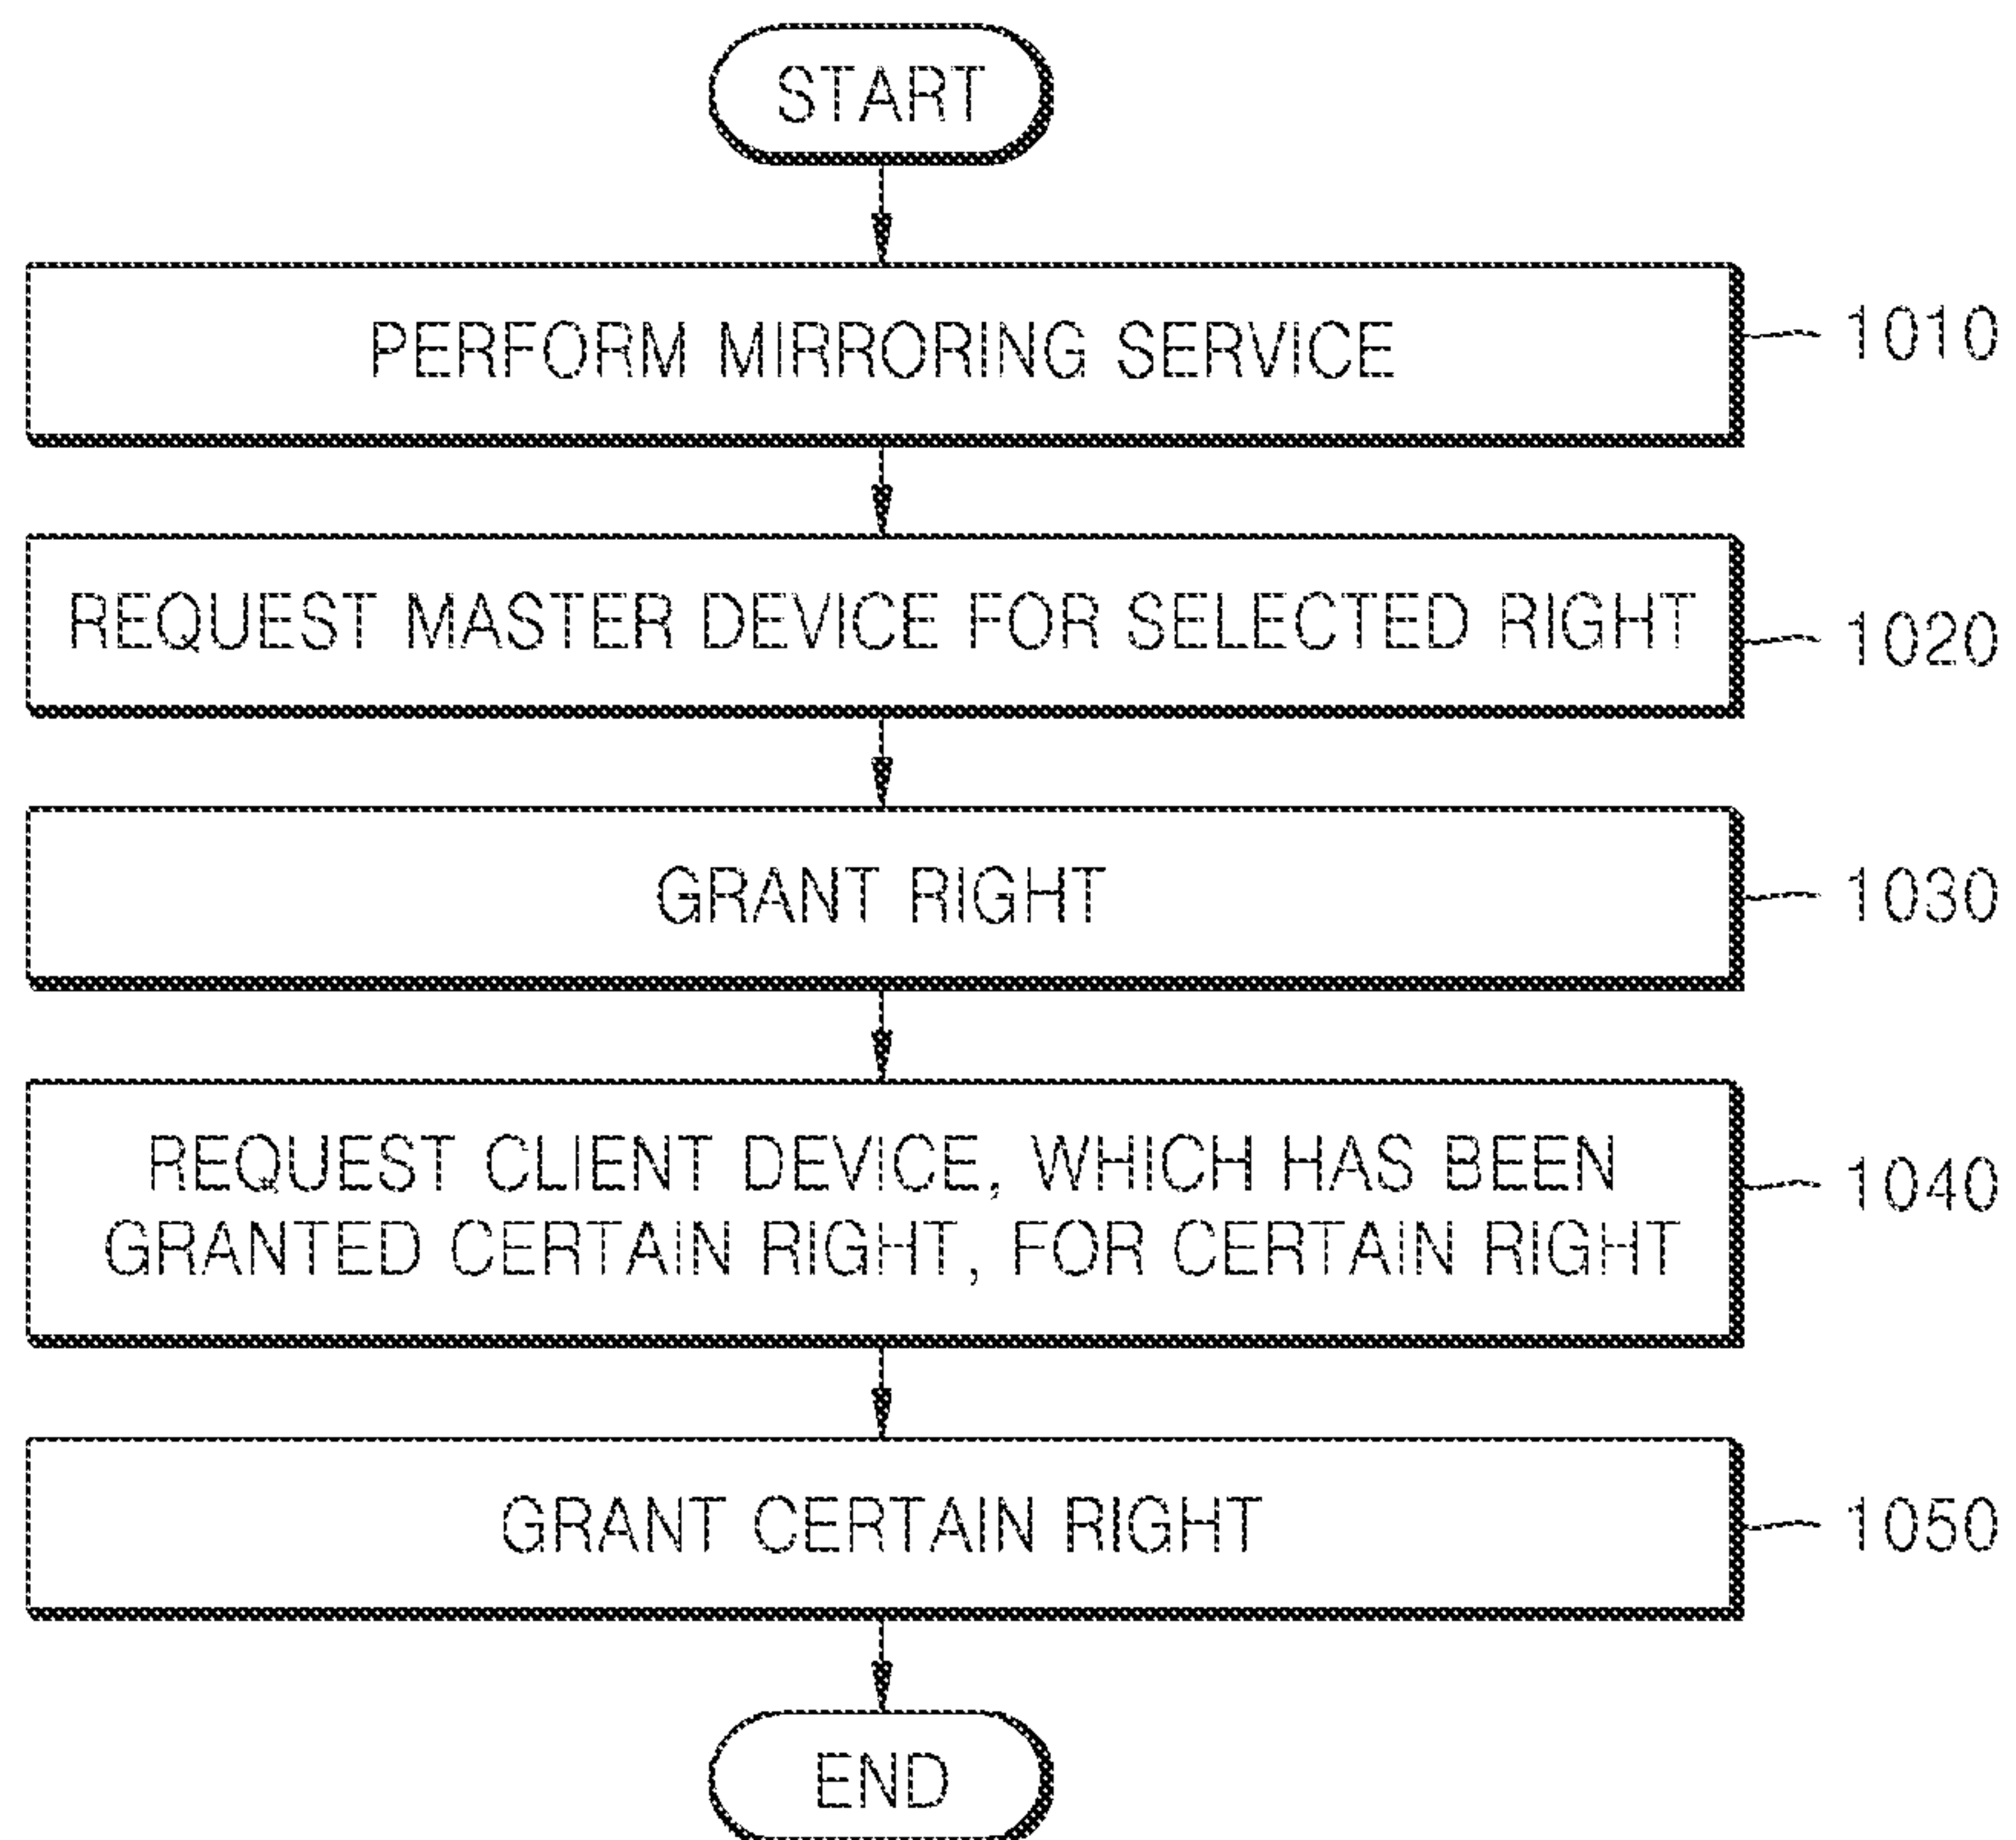 START
PERFORM MIRRORING SERVICE
1010
REQUEST MASTER DEVICE FOR SELECTED RIGHT
1020
GRANT RIGHT
1030
REQUEST CLIENT DEVICE, WHICH HAS BEEN
GRANTED CERTAIN RIGHT, FOR CERTAIN RIGHT
1040
GRANT CERTAIN RIGHT
1050
END